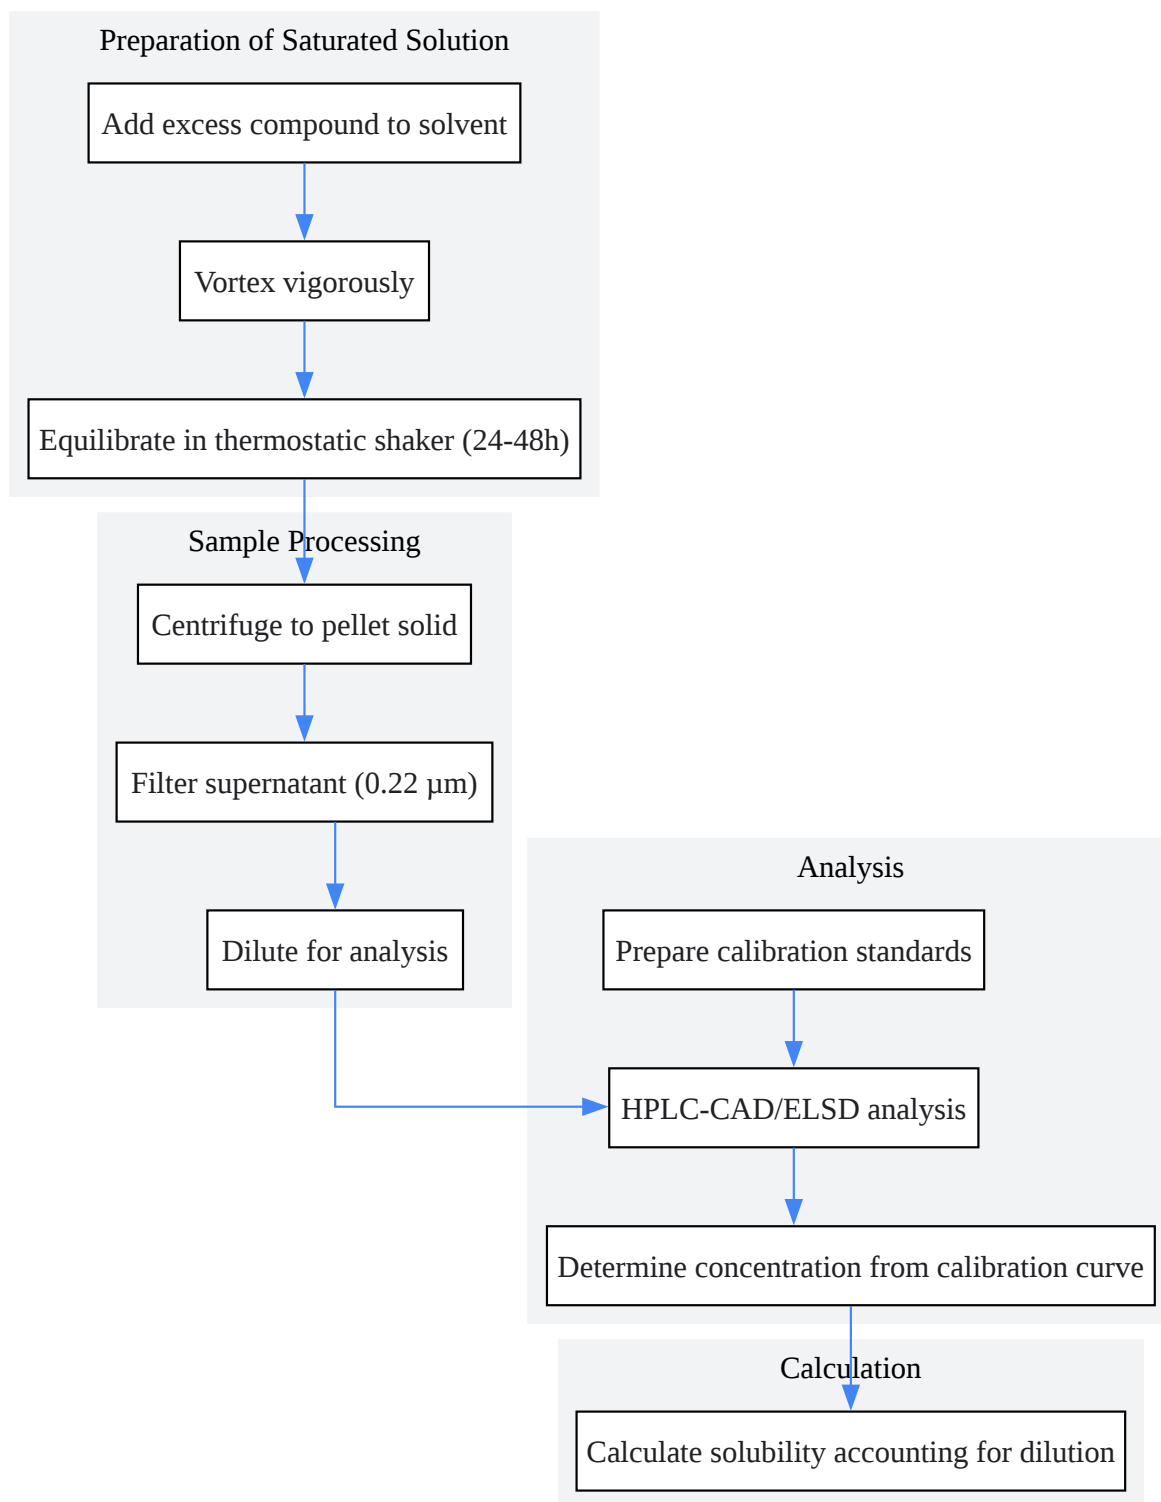 Preparation of Saturated Solution
Add excess compound to solvent
Vortex vigorously
Equilibrate in thermostatic shaker (24-48h)
Sample Processing
Centrifuge to pellet solid
Filter supernatant (0.22 µm)
Dilute for analysis
Analysis
Prepare calibration standards
HPLC-CAD/ELSD analysis
Determine concentration from calibration curve
Calculation
Calculate solubility accounting for dilution